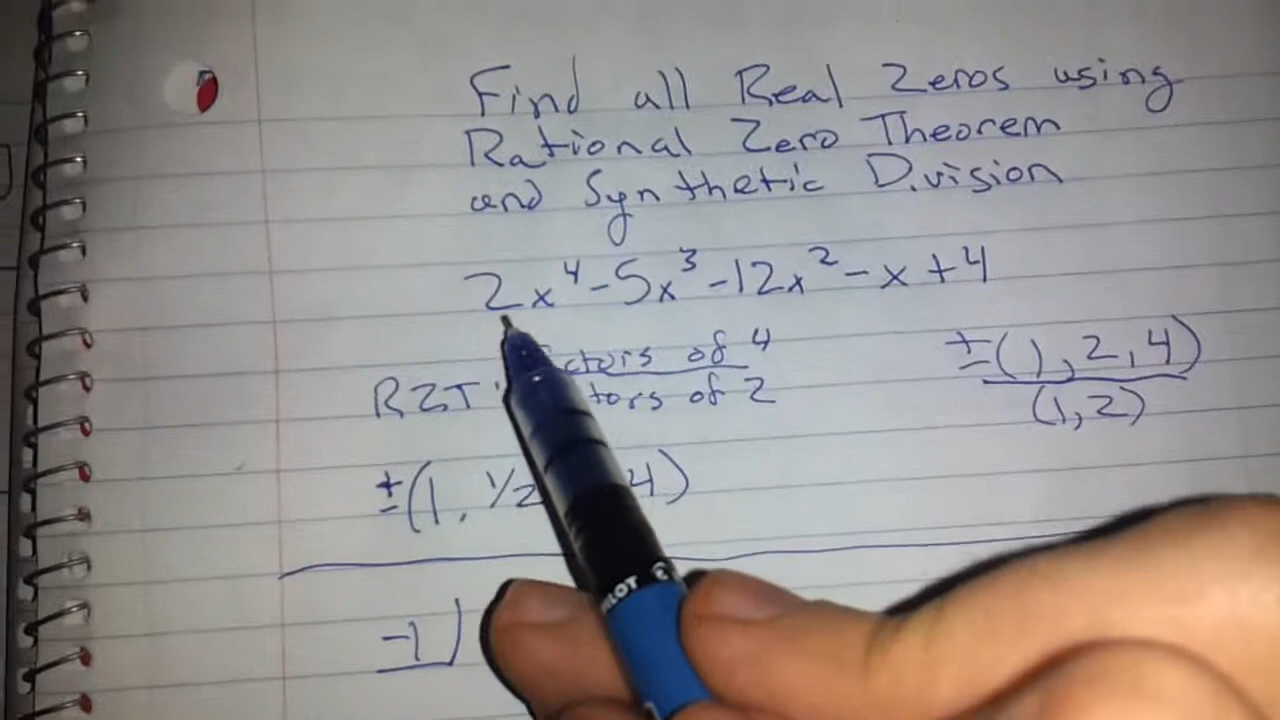 Find all Real Zeros using
Rational Zero Theorem
and Synthetic Division
2x⁴-5x³-12x²-x+4
RZT of 4
of 2
±(1,2,4)
(1,2)
±(1, 1/2 4)
-1
PILOT